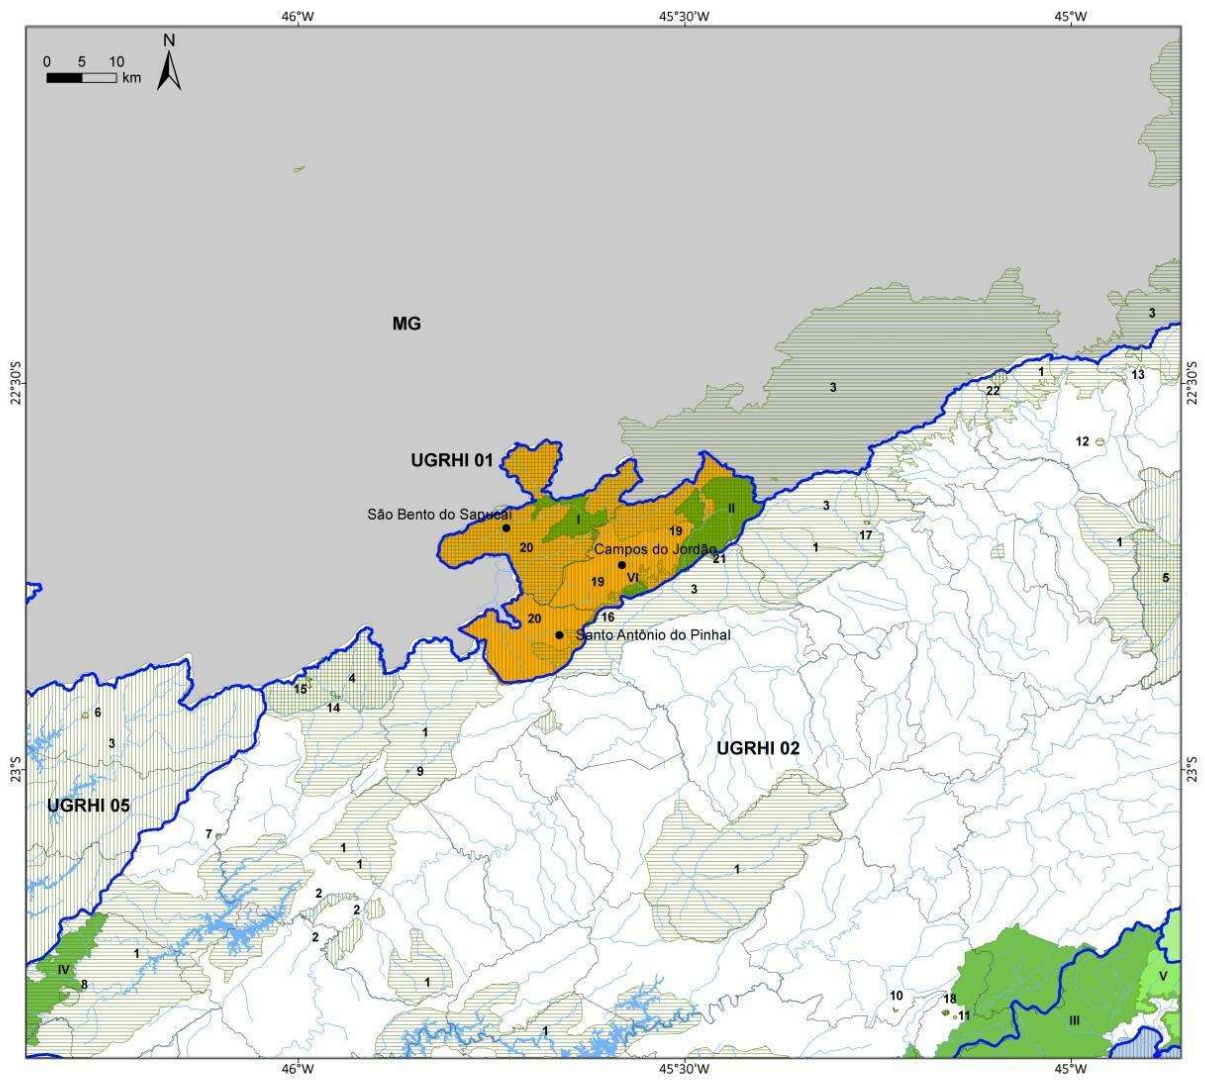 46°W 45°30'W 45°W
N
0 5 10
km
3
MG
22°30'S 22°30'S
3
1
13
22
12
UGRHI 01
São Bento do Sapucaí
II
3
I
19
17
20
Campos do Jordão
1
1
21
5
VI
19
3
20
16
Santo Antônio do Pinhal
4
15
14
6
3
1
UGRHI 02
23°S 23°S
9
UGRHI 05
7
1
1
1
2
2
2
1
IV
8
1
V
10
18
11
III
1
46°W 45°30'W 45°W